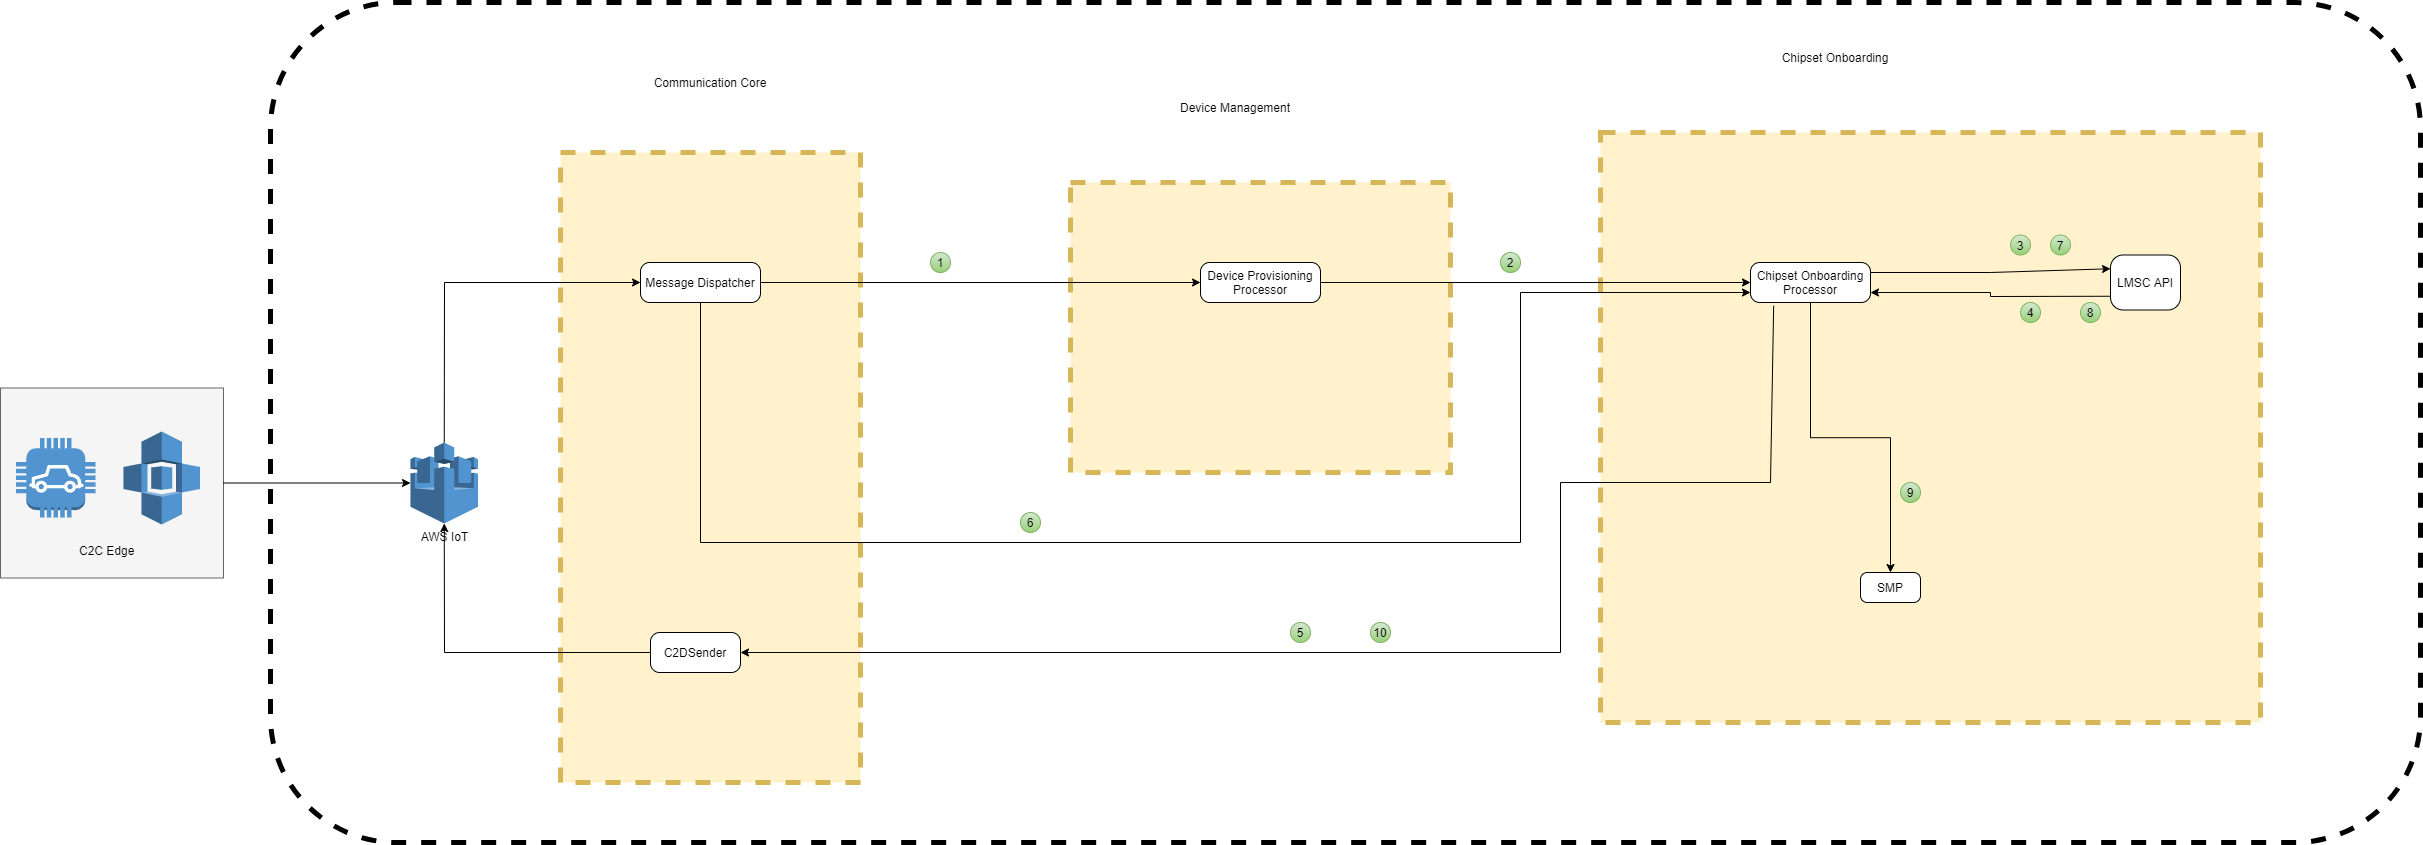 Chipset Onboarding
Communication Core
Device Management
1
2
3
7
Message Dispatcher
Device Provisioning
Processor
Chipset Onboarding
Processor
LMSC API
4
8
9
6
AWS IoT
C2C Edge
SMP
5
10
C2DSender